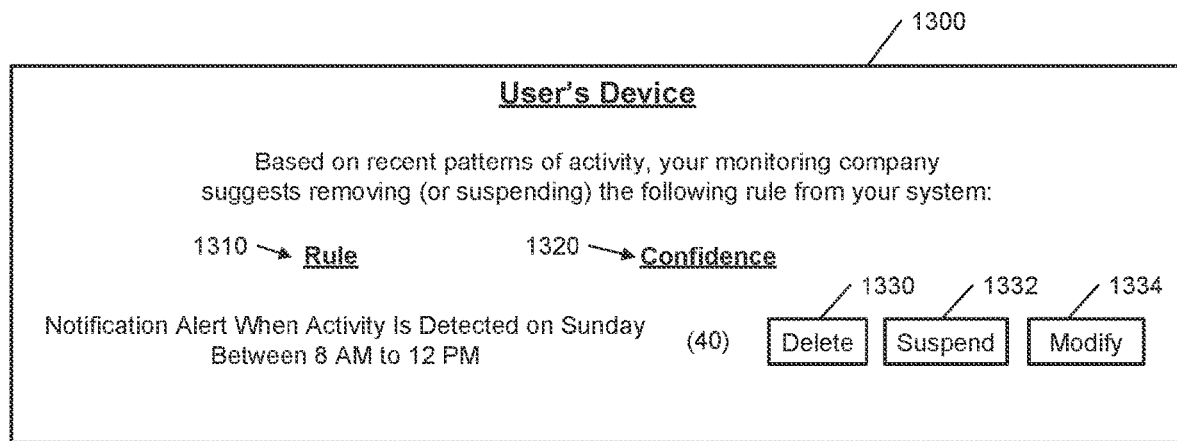 1300
User's Device
Based on recent patterns of activity, your monitoring company
suggests removing (or suspending) the following rule from your system:
1310 Rule 1320 Confidence
1330 1332 1334
Notification Alert When Activity Is Detected on Sunday
Between 8 AM to 12 PM
(40) Delete Suspend Modify